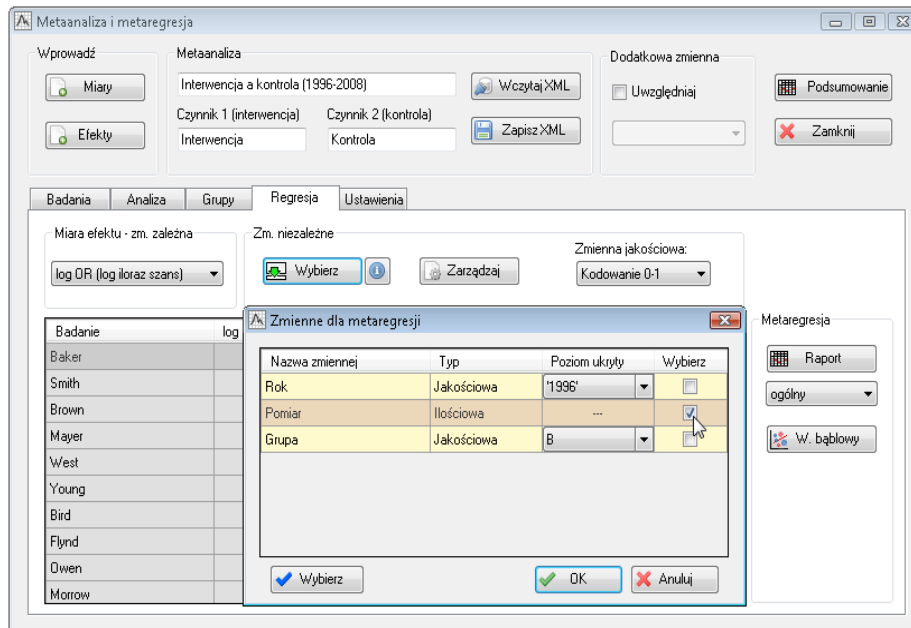 Metaanaliza i metaregresja
Wprowadź
Miary
Efekty
Metaanaliza
Interwencja a kontrola (1996-2008)
Czynnik 1 (interwencja) Czynnik 2 (kontrola)
Interwencja Kontrola
Wczytaj XML
Zapisz XML
Dodatkowa zmienna
Uwzględniaj
Podsumowanie
Zamknij
Badania Analiza Grupy Regresja Ustawienia
Miara efektu - zm. zależna
log OR (log iloraz szans)
Zm. niezależne
Wybierz Zarządzaj
Zmienna jakościowa:
Kodowanie 0-1
Badanie log
Baker
Smith
Brown
Mayer
West
Young
Bird
Flynd
Owen
Morrow
Zmienne dla metaregresji
Nazwa zmiennej Typ Poziom ukryty Wybierz
Rok Jakościowa '1996'
Pomiar Ilościowa ---
Grupa Jakościowa B
Wybierz OK Anuluj
Metaregresja
Raport
ogólny
W. bąblowy